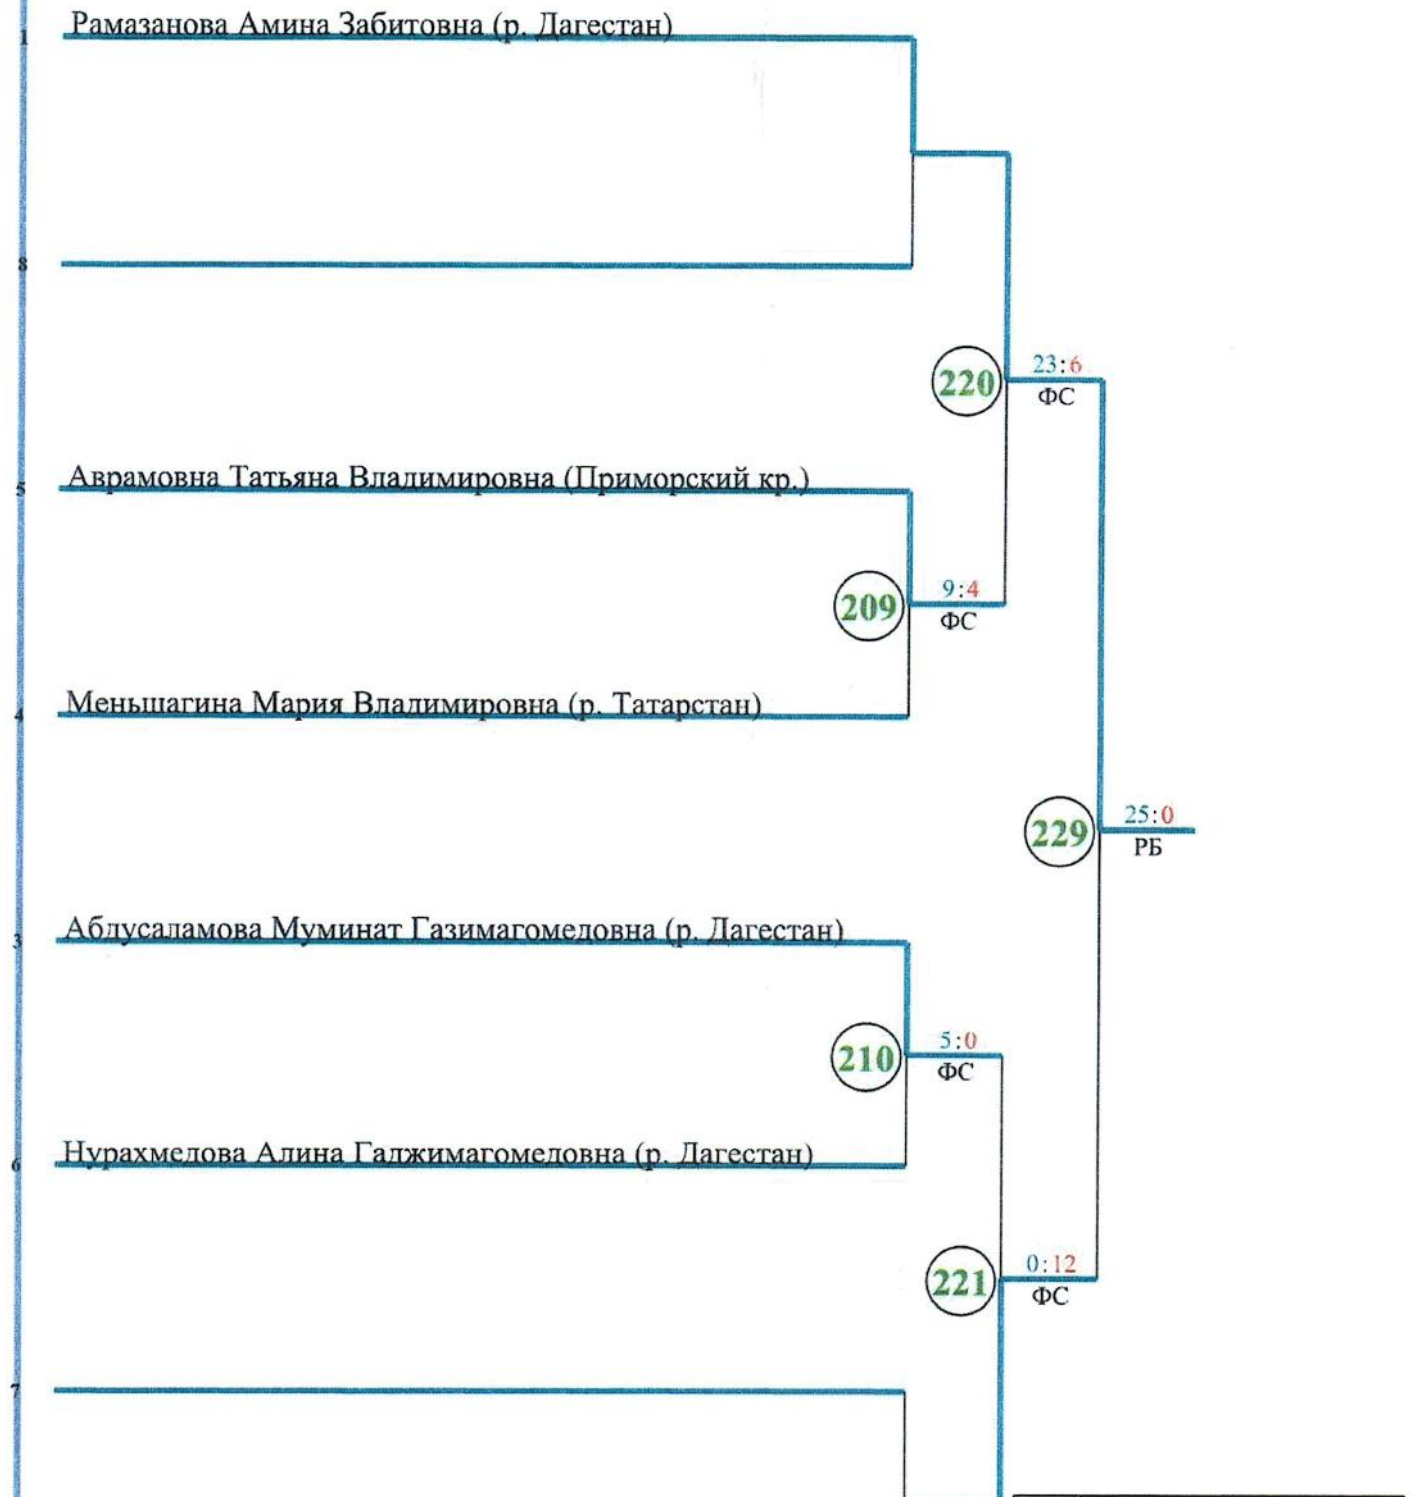 1 Рамазанова Амина Забитовна (р. Дагестан)
8
220 23:6
ФС
5 Аврамовна Татьяна Владимировна (Приморский кр.)
209 9:4
ФС
4 Меньшагина Мария Владимировна (р. Татарстан)
229 25:0
РБ
3 Абдусаламова Муминат Газимагомедовна (р. Дагестан)
210 5:0
ФС
6 Нурахмедова Алина Гаджимагомедовна (р. Дагестан)
221 0:12
ФС
7